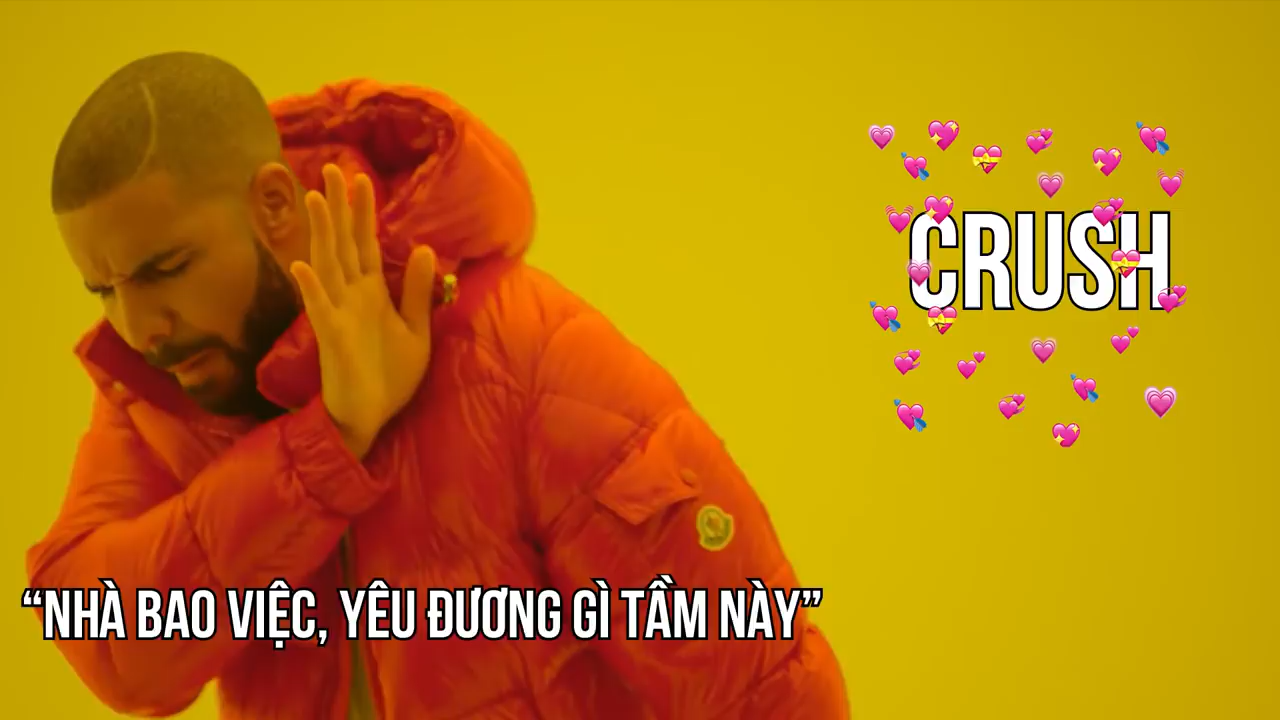 CRUSH
“NHÀ BAO VIỆC, YÊU ĐƯƠNG GÌ TẦM NÀY”